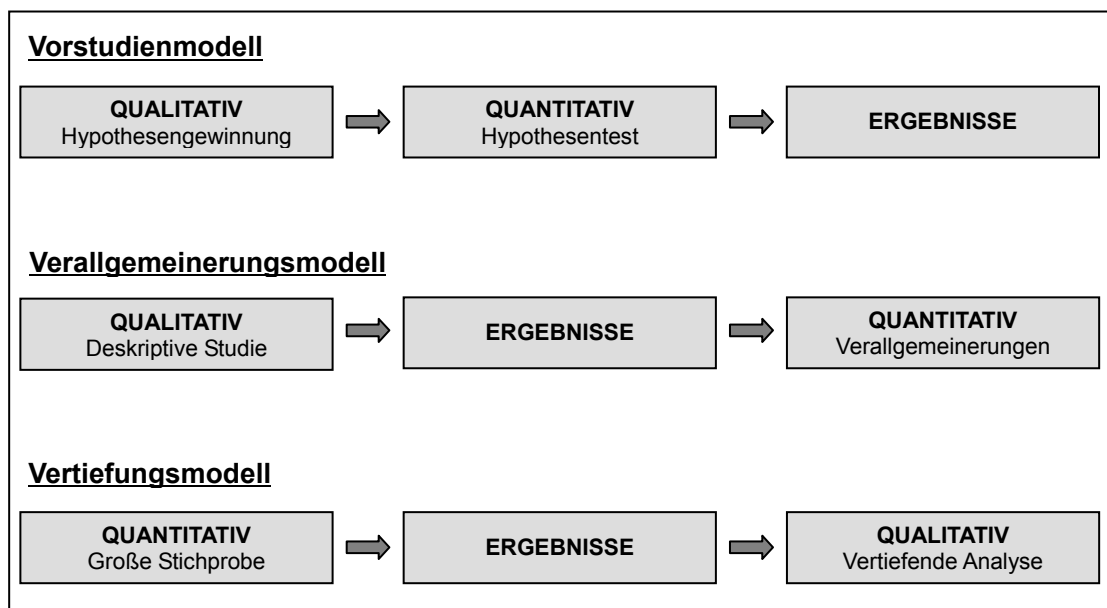 Vorstudienmodell
QUALITATIV
Hypothesengewinnung
QUANTITATIV
Hypothesentest
ERGEBNISSE
Verallgemeinerungsmodell
QUALITATIV
Deskriptive Studie
ERGEBNISSE
QUANTITATIV
Verallgemeinerungen
Vertiefungsmodell
QUANTITATIV
Große Stichprobe
ERGEBNISSE
QUALITATIV
Vertiefende Analyse